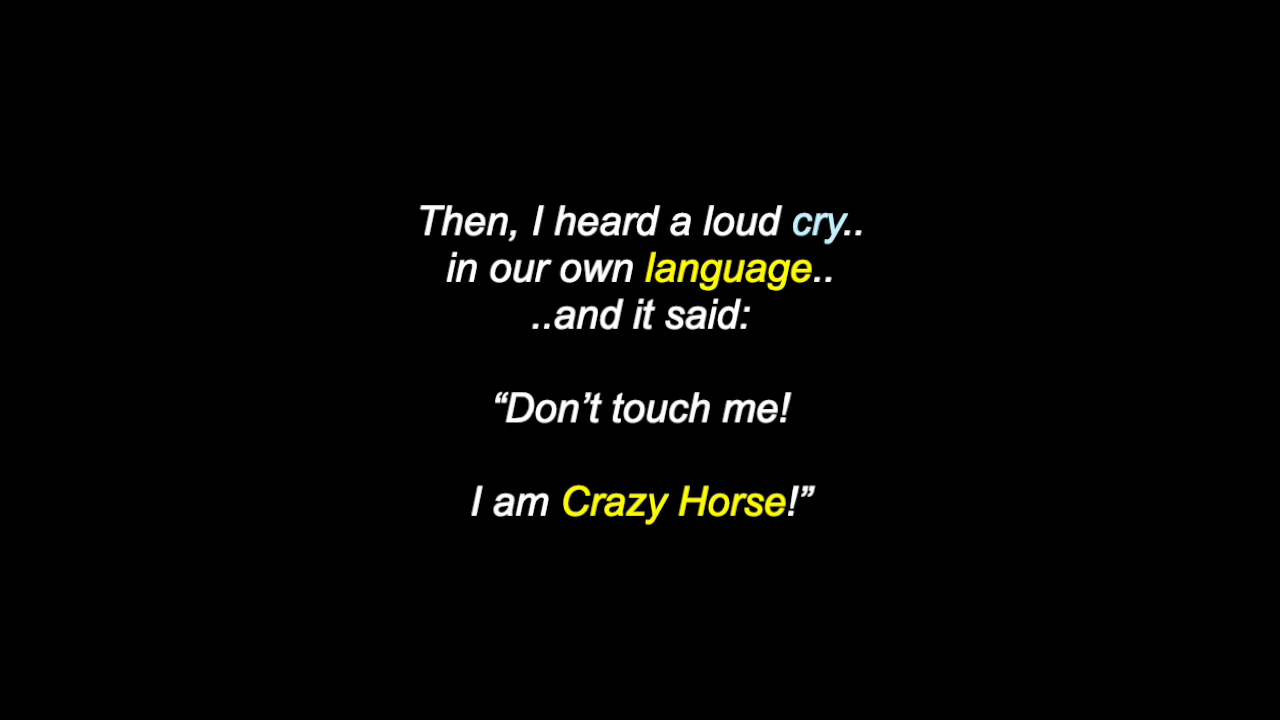 Then, I heard a loud cry..
in our own language..
..and it said:
“Don’t touch me!
I am Crazy Horse!”